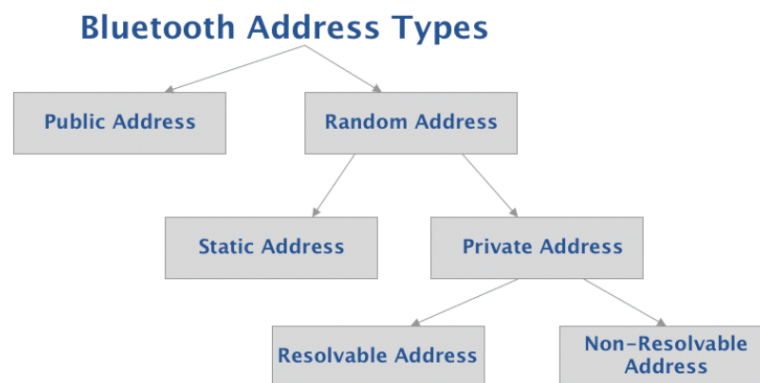 Bluetooth Address Types
Public Address
Random Address
Static Address
Private Address
Resolvable Address
Non-Resolvable
Address